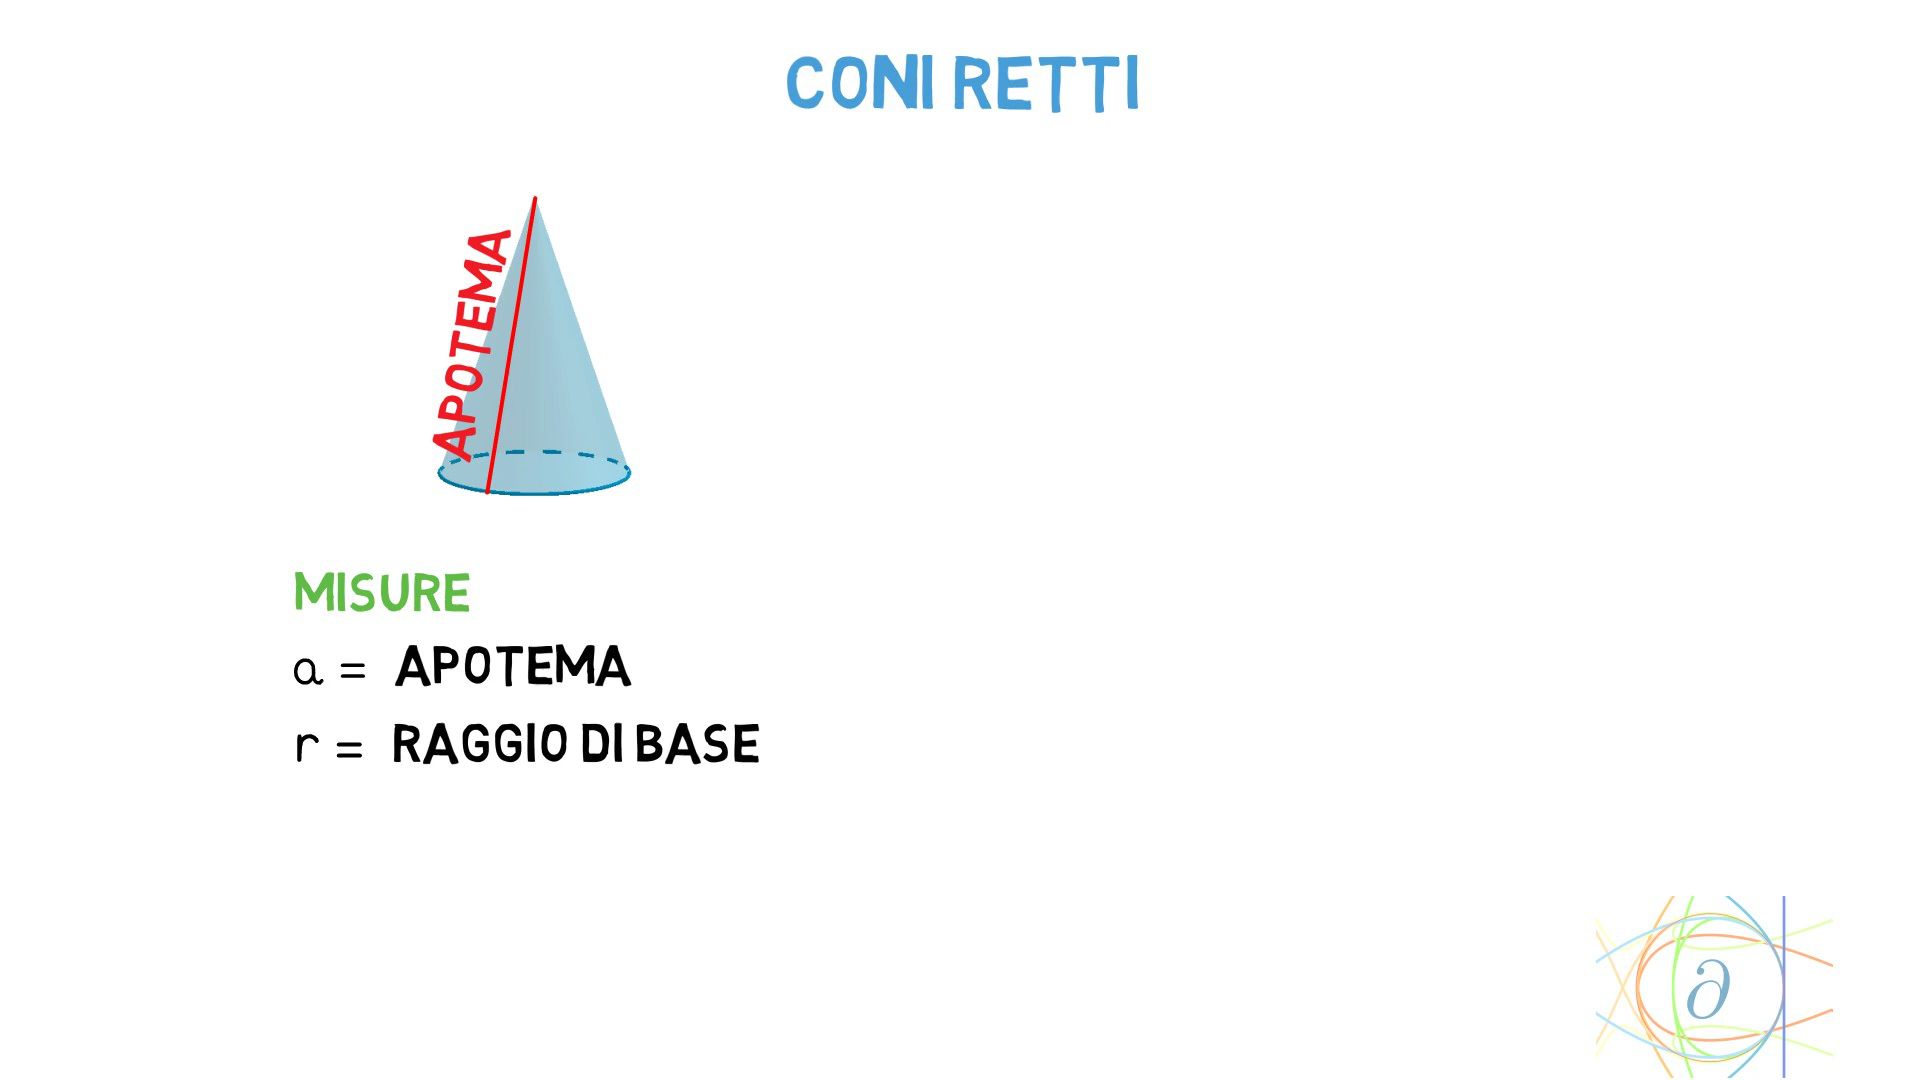 CONI RETTI
APOTEMA
MISURE
a = APOTEMA
r = RAGGIO DI BASE
∂